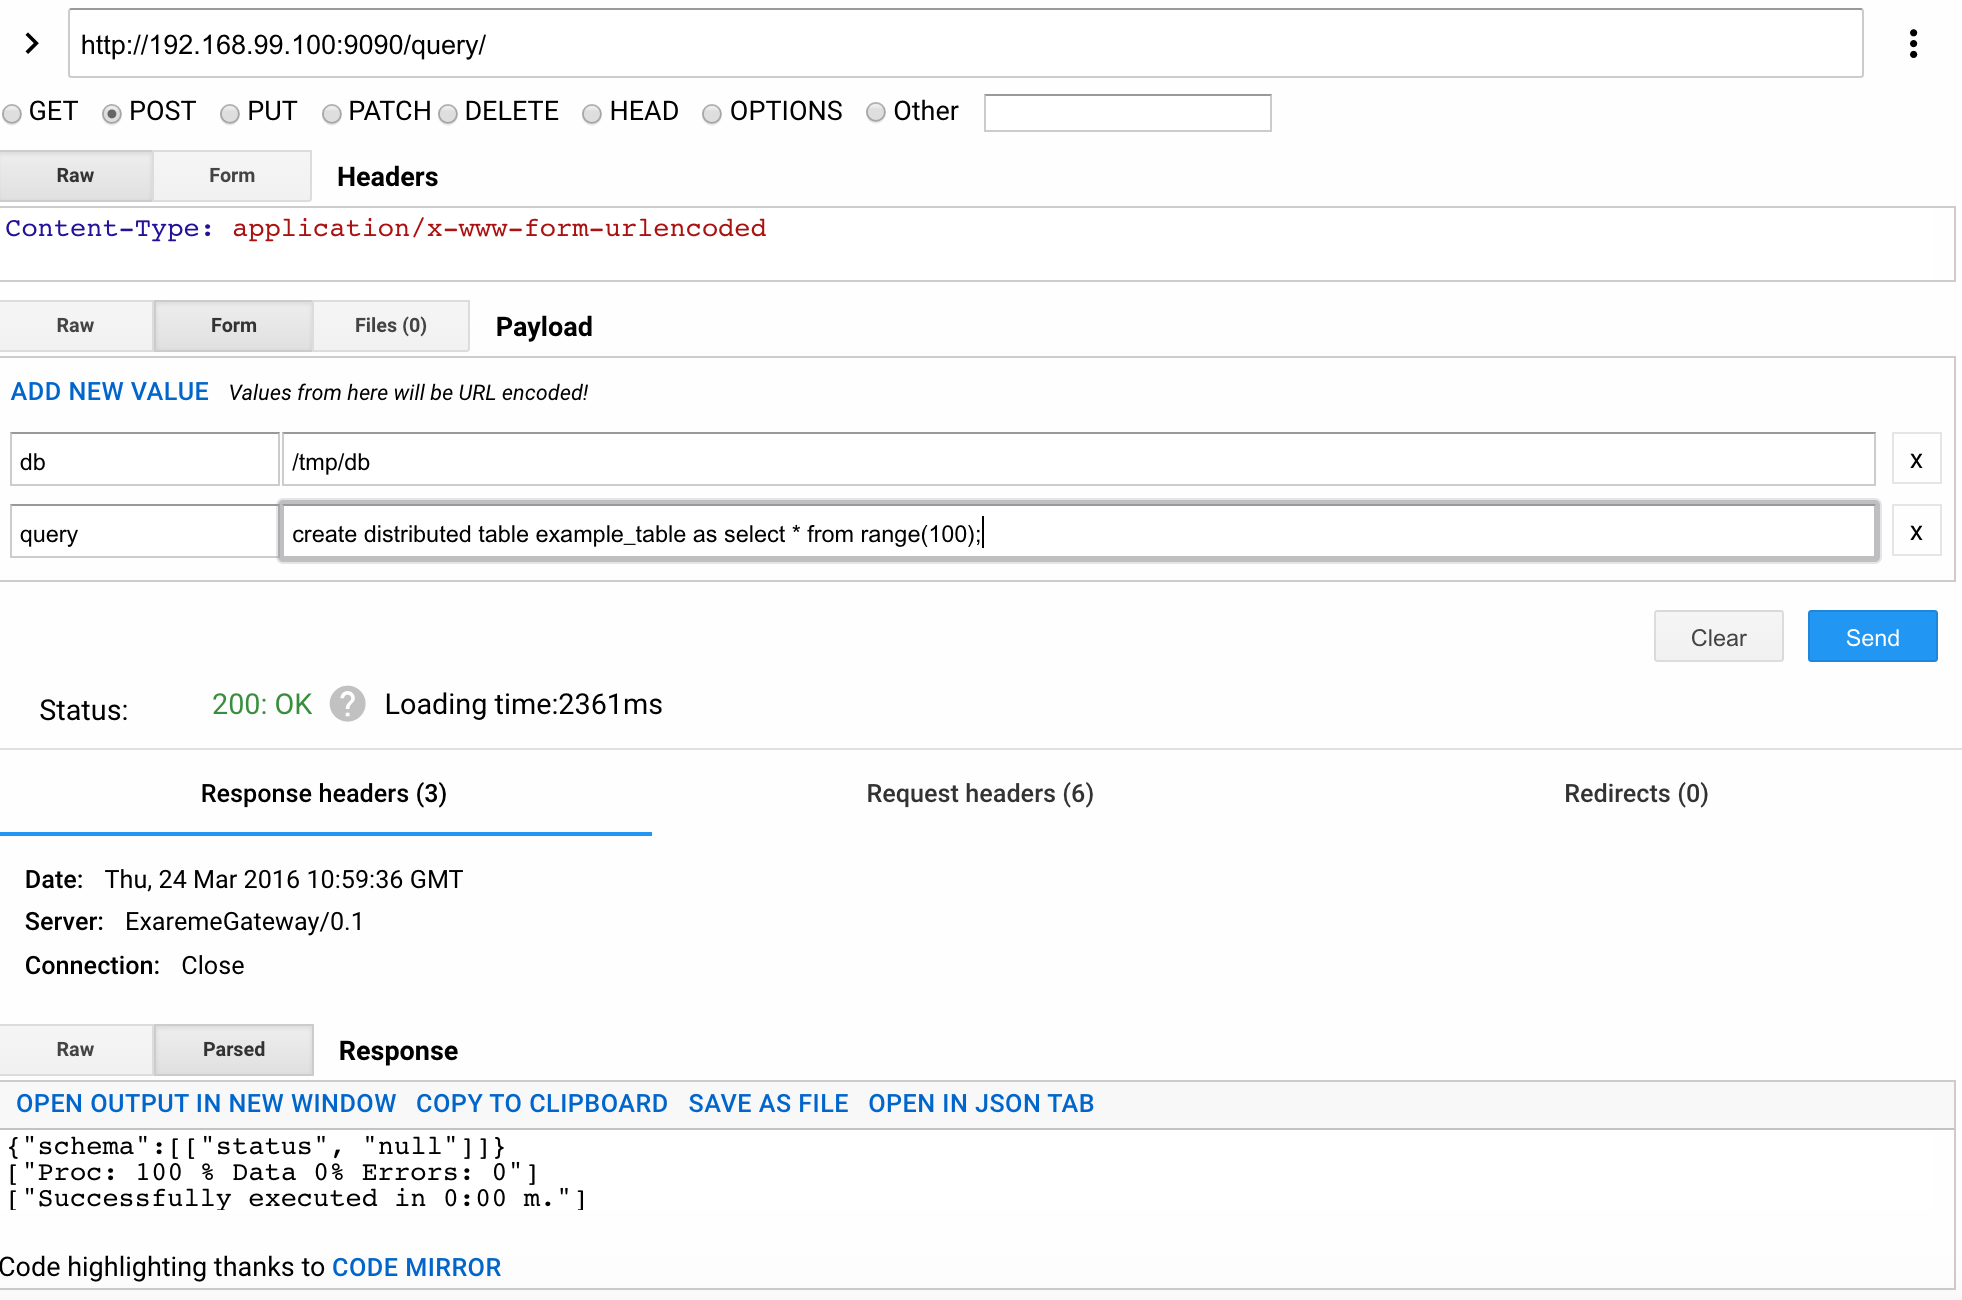 http://192.168.99.100:9090/query/
GET POST PUT PATCH DELETE HEAD OPTIONS Other
Raw Form Headers
Content-Type: application/x-www-form-urlencoded
Raw Form Files (0) Payload
ADD NEW VALUE Values from here will be URL encoded!
db /tmp/db x
query create distributed table example_table as select * from range(100); x
Clear Send
Status: 200: OK ? Loading time:2361ms
Response headers (3) Request headers (6) Redirects (0)
Date: Thu, 24 Mar 2016 10:59:36 GMT
Server: ExaremeGateway/0.1
Connection: Close
Raw Parsed Response
OPEN OUTPUT IN NEW WINDOW COPY TO CLIPBOARD SAVE AS FILE OPEN IN JSON TAB
{"schema":[["status", "null"]]}
["Proc: 100 % Data 0% Errors: 0"]
["Successfully executed in 0:00 m."]
Code highlighting thanks to CODE MIRROR